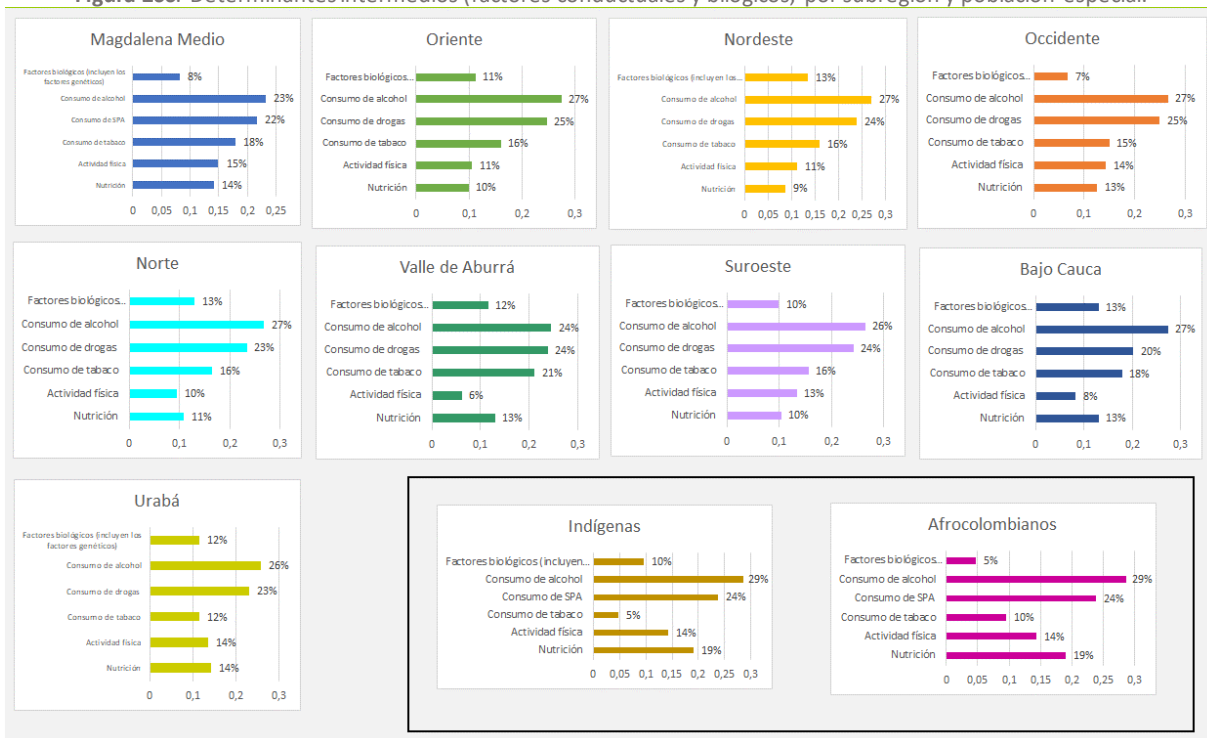 Determinantes intermedios (factores conductuales y bilógicos) por subregión y población especial.
Magdalena Medio
Factores biológicos (incluyen los
factores genéticos)
8%
Consumo de alcohol
23%
Consumo de SPA
22%
Consumo de tabaco
18%
Actividad física
15%
Nutrición
14%
0 0,05 0,1 0,15 0,2 0,25
Oriente
Factores biológicos...
11%
Consumo de alcohol
27%
Consumo de drogas
25%
Consumo de tabaco
16%
Actividad física
11%
Nutrición
10%
0 0,1 0,2 0,3
Nordeste
Factores biológicos (incluyen los...
13%
Consumo de alcohol
27%
Consumo de drogas
24%
Consumo de tabaco
16%
Actividad física
11%
Nutrición
9%
0 0,05 0,1 0,15 0,2 0,25 0,3
Occidente
Factores biológicos...
7%
Consumo de alcohol
27%
Consumo de drogas
25%
Consumo de tabaco
15%
Actividad física
14%
Nutrición
13%
0 0,1 0,2 0,3
Norte
Factores biológicos...
13%
Consumo de alcohol
27%
Consumo de drogas
23%
Consumo de tabaco
16%
Actividad física
10%
Nutrición
11%
0 0,1 0,2 0,3
Valle de Aburrá
Factores biológicos...
12%
Consumo de alcohol
24%
Consumo de drogas
24%
Consumo de tabaco
21%
Actividad física
6%
Nutrición
13%
0 0,1 0,2 0,3
Suroeste
Factores biológicos...
10%
Consumo de alcohol
26%
Consumo de drogas
24%
Consumo de tabaco
16%
Actividad física
13%
Nutrición
10%
0 0,1 0,2 0,3
Bajo Cauca
Factores biológicos...
13%
Consumo de alcohol
27%
Consumo de drogas
20%
Consumo de tabaco
18%
Actividad física
8%
Nutrición
13%
0 0,1 0,2 0,3
Urabá
Factores biológicos (incluyen los
factores genéticos)
12%
Consumo de alcohol
26%
Consumo de drogas
23%
Consumo de tabaco
12%
Actividad física
14%
Nutrición
14%
0 0,1 0,2 0,3
Indígenas
Factores biológicos (incluyen...
10%
Consumo de alcohol
29%
Consumo de SPA
24%
Consumo de tabaco
5%
Actividad física
14%
Nutrición
19%
0 0,05 0,1 0,15 0,2 0,25 0,3
Afrocolombianos
Factores biológicos...
5%
Consumo de alcohol
29%
Consumo de SPA
24%
Consumo de tabaco
10%
Actividad física
14%
Nutrición
19%
0 0,05 0,1 0,15 0,2 0,25 0,3